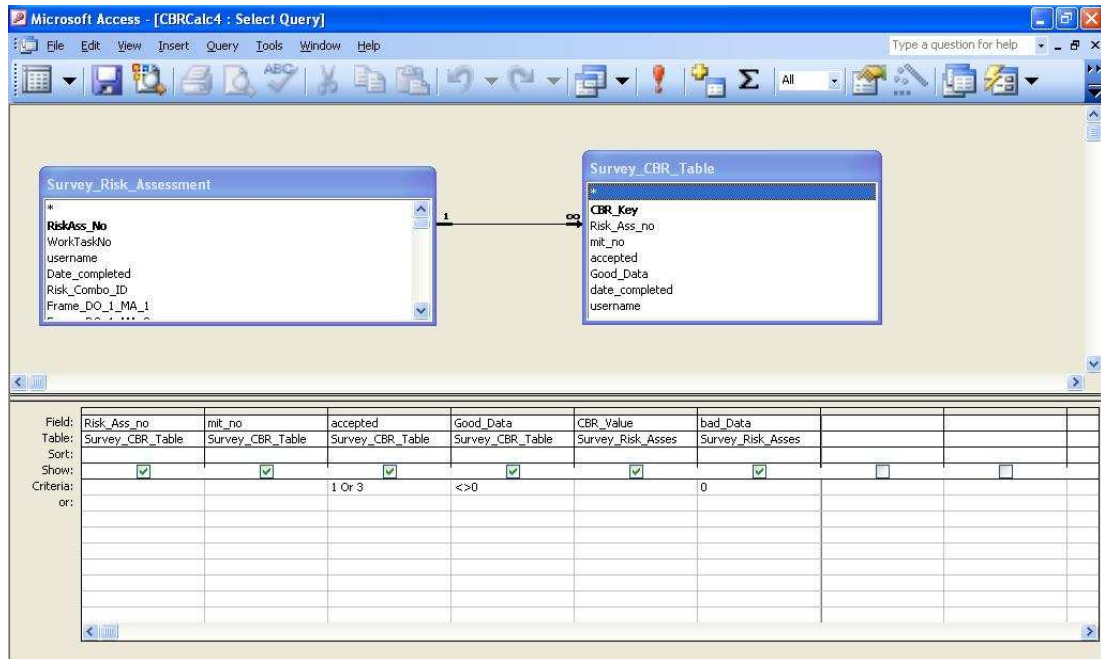 Microsoft Access - [CBRCalc4 : Select Query]
File Edit View Insert Query Tools Window Help Type a question for help
ABC All
Survey_Risk_Assessment
*
RiskAss_No
WorkTaskNo
username
Date_completed
Risk_Combo_ID
Frame_DO_1_MA_1
1 ∞
Survey_CBR_Table
*
CBR_Key
Risk_Ass_no
mit_no
accepted
Good_Data
date_completed
username
Field: Risk_Ass_no mit_no accepted Good_Data CBR_Value bad_Data
Table: Survey_CBR_Table Survey_CBR_Table Survey_CBR_Table Survey_CBR_Table Survey_Risk_Asses Survey_Risk_Asses
Sort:
Show:
Criteria: 1 Or 3 <>0 0
or: